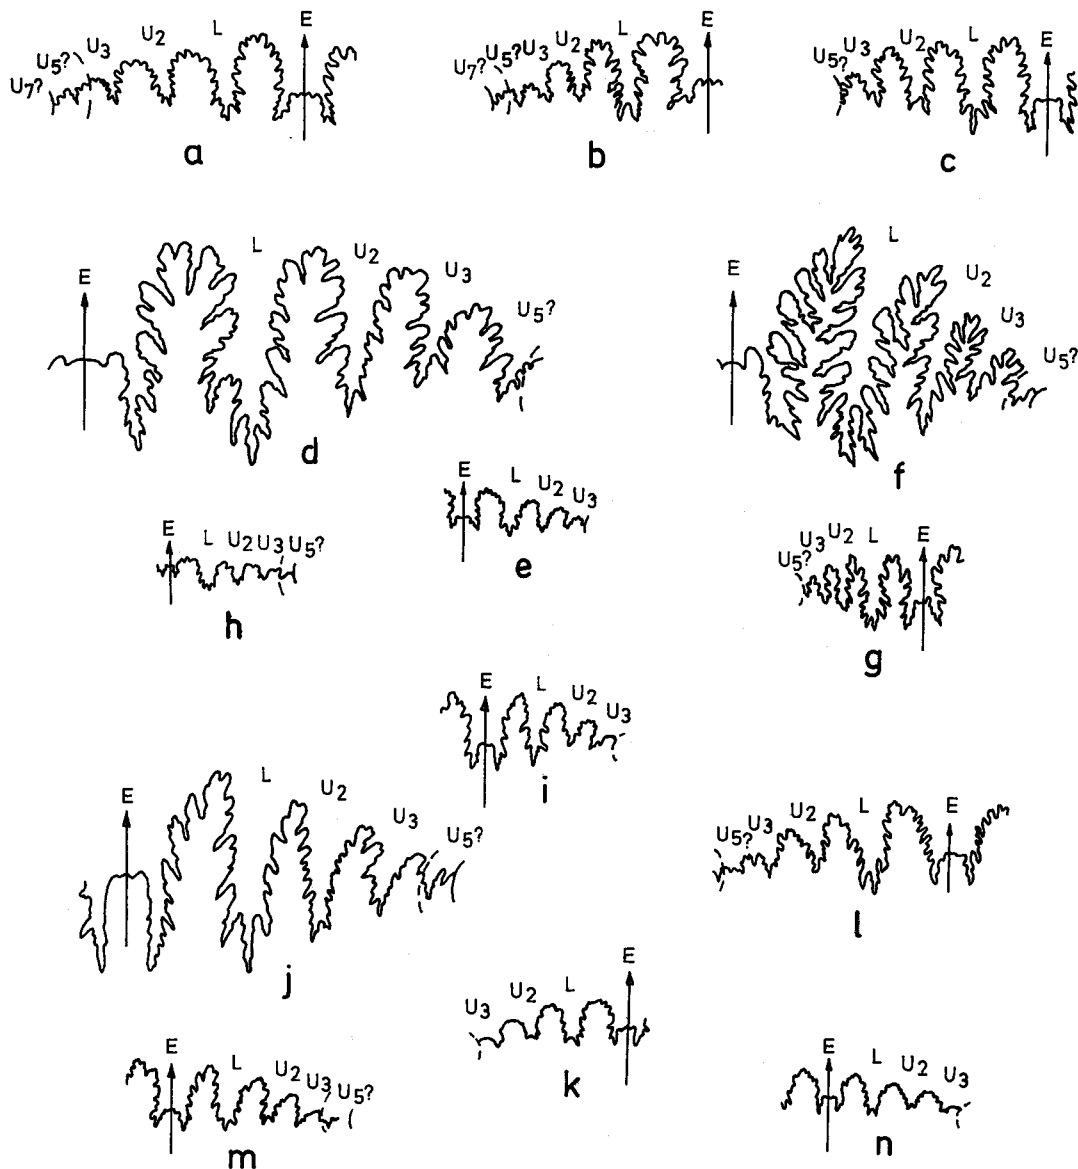 U7? U5? U3 U2 L E
a
U7? U5? U3 U2 L E
b
U5? U3 U2 L E
c
E L U2 U3 U5?
d
E L U2 U3 U5?
f
E L U2 U3
e
E L U2 U3 U5?
h
U5? U3 U2 L E
g
E L U2 U3
i
E L U2 U3 U5?
j
U5? U3 U2 L E
l
U3 U2 L E
k
E L U2 U3 U5?
m
E L U2 U3
n